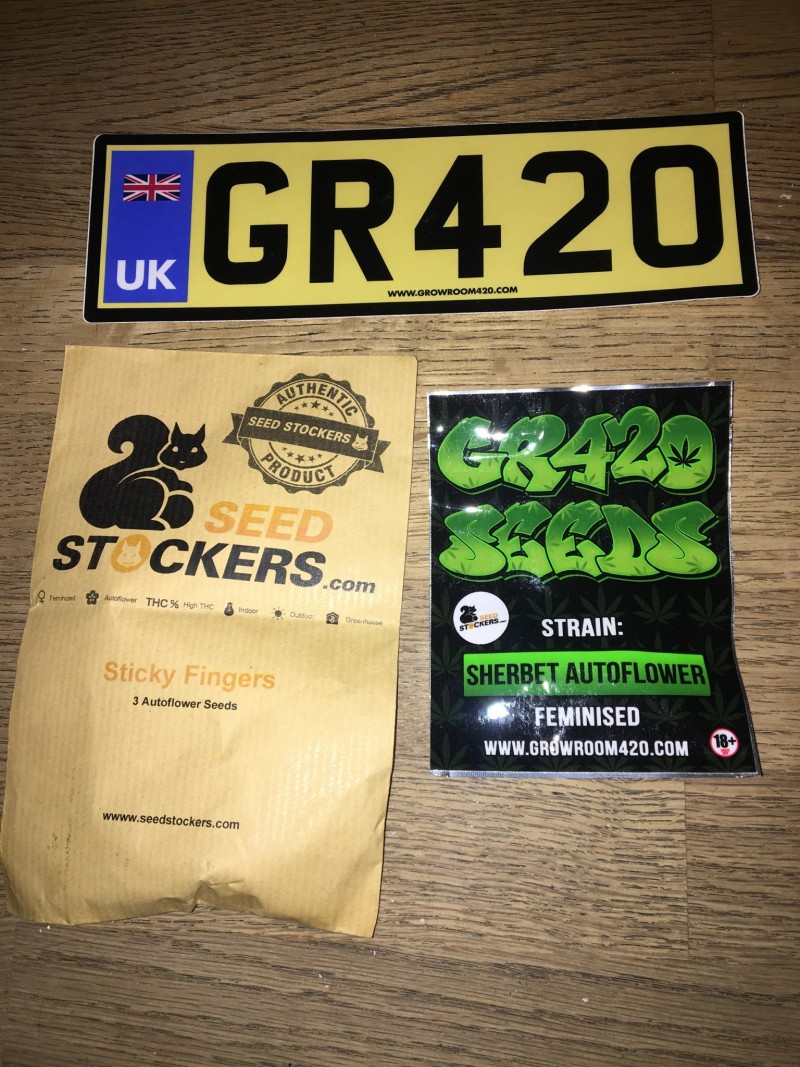 UK
GR420
WWW.GROWROOM420.COM
AUTHENTIC
SEED STOCKERS
PRODUCT
SEED
STOCKERS.com
Feminized Autoflower THC % High THC Indoor Outdoor Greenhouse
Sticky Fingers
3 Autoflower Seeds
www.seedstockers.com
GR420
SEEDS
SEED
STOCKERS.com
STRAIN:
SHERBET AUTOFLOWER
FEMINISED
WWW.GROWROOM420.COM
18+